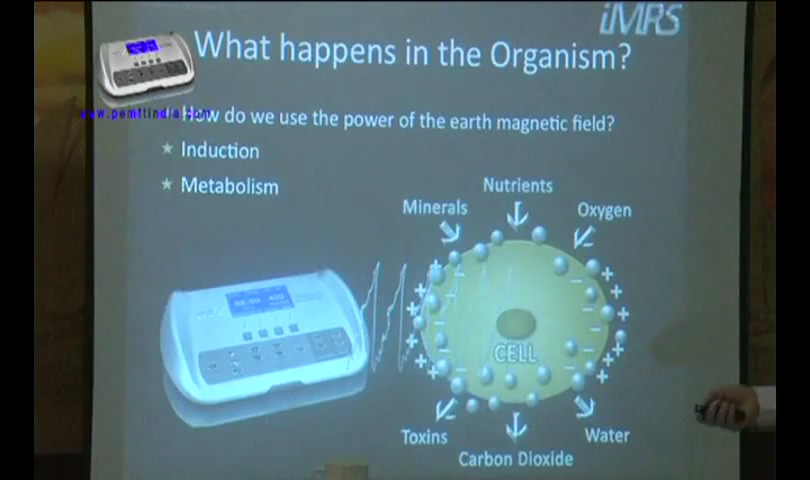 iMRS
What happens in the Organism?
www.pemftindia.com
How do we use the power of the earth magnetic field?
Induction
Metabolism
Nutrients
Minerals
Oxygen
CELL
Toxins
Water
Carbon Dioxide